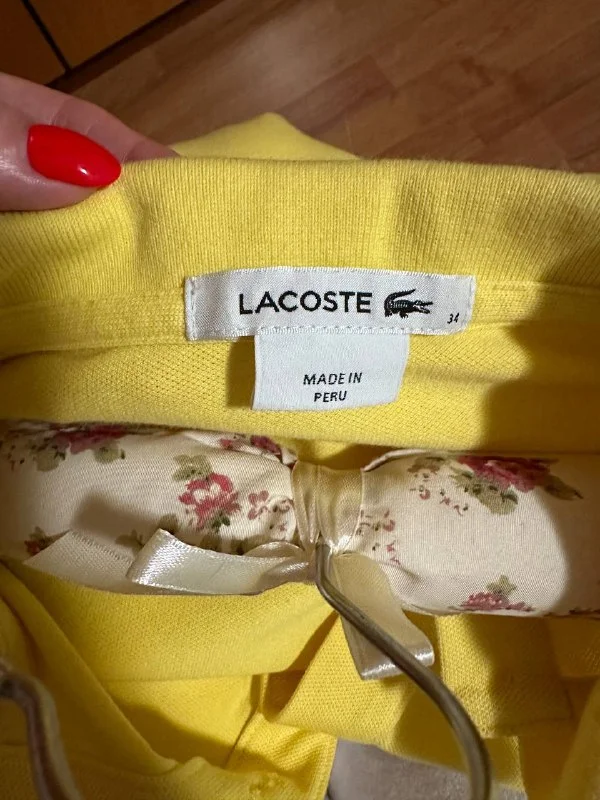 LACOSTE
34
MADE IN
PERU